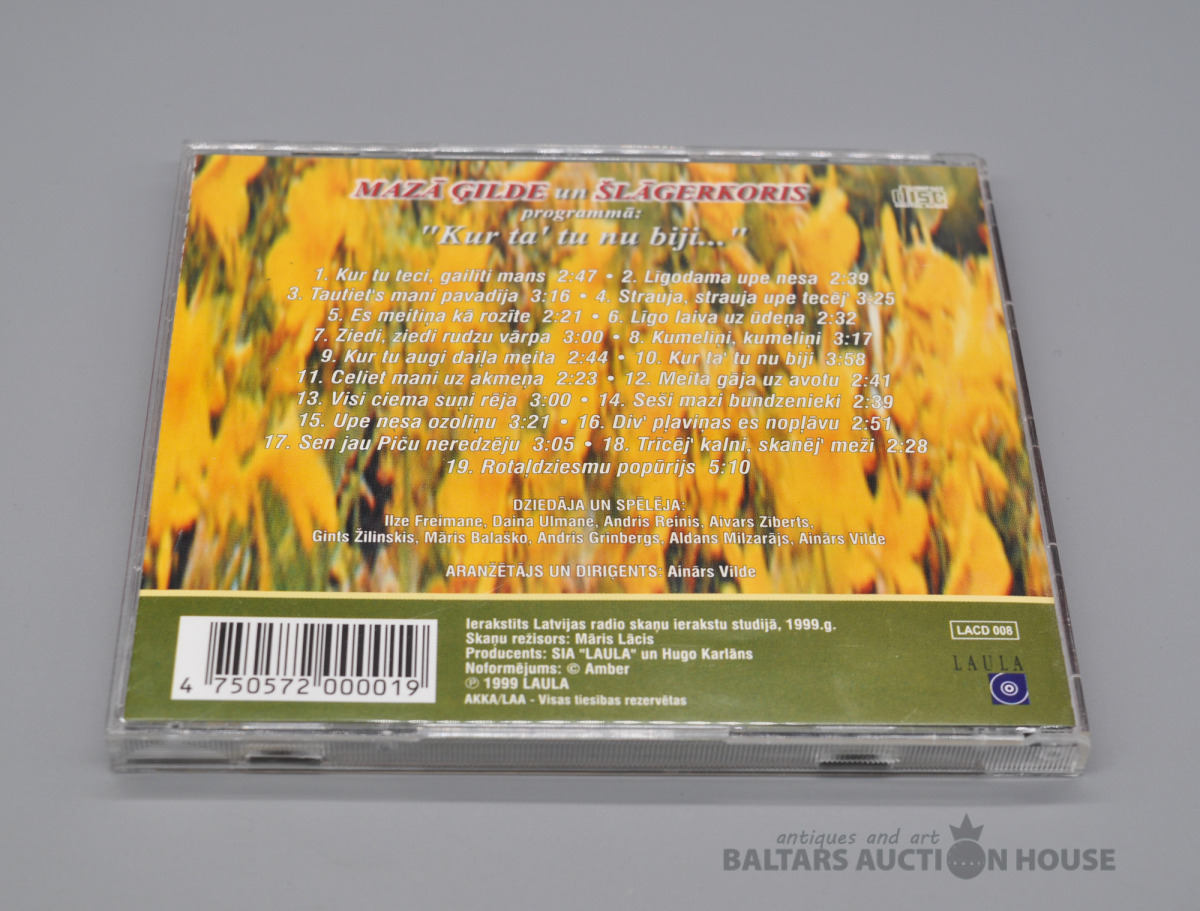 MAZĀ ĢILDE un ŠLĀGERKORIS
disc
programmā:
"Kur ta' tu nu biji..."
1. Kur tu teci, gailīti mans 2:47 • 2. Līgodama upe nesa 2:39
3. Tautiet's mani pavadīja 3:16 • 4. Strauja, strauja upe tecēj' 3:25
5. Es meitiņa kā rozīte 2:21 • 6. Līgo laiva uz ūdeņa 2:32
7. Ziedi, ziedi rudzu vārpa 3:00 • 8. Kumeliņi, kumeliņi 3:17
9. Kur tu augi daiļa meita 2:44 • 10. Kur ta' tu nu biji 3:58
11. Celiet mani uz akmeņa 2:23 • 12. Meita gāja uz avotu 2:41
13. Visi ciema suņi rēja 3:00 • 14. Seši mazi bundzenieki 2:39
15. Upe nesa ozoliņu 3:21 • 16. Div' pļaviņas es nopļāvu 2:51
17. Sen jau Piču neredzēju 3:05 • 18. Trīcēj' kalni, skanēj' meži 2:28
19. Rotaļdziesmu popūrijs 5:10
DZIEDĀJA UN SPĒLĒJA:
Ilze Freimane, Daina Ulmane, Andris Reinis, Aivars Zīberts,
Gints Žilinskis, Māris Balaško, Andris Grīnbergs, Aldans Milzarājs, Ainārs Vilde
ARANŽĒTĀJS UN DIRIĢENTS: Ainārs Vilde
Ierakstīts Latvijas radio skaņu ierakstu studijā, 1999.g.
Skaņu režisors: Māris Lācis
Producents: SIA "LAULA" un Hugo Karlāns
Noformējums: © Amber
℗ 1999 LAULA
AKKA/LAA - Visas tiesības rezervētas
4 750572 000019
LACD 008
LAULA
antiques and art
BALTARS AUCTION HOUSE